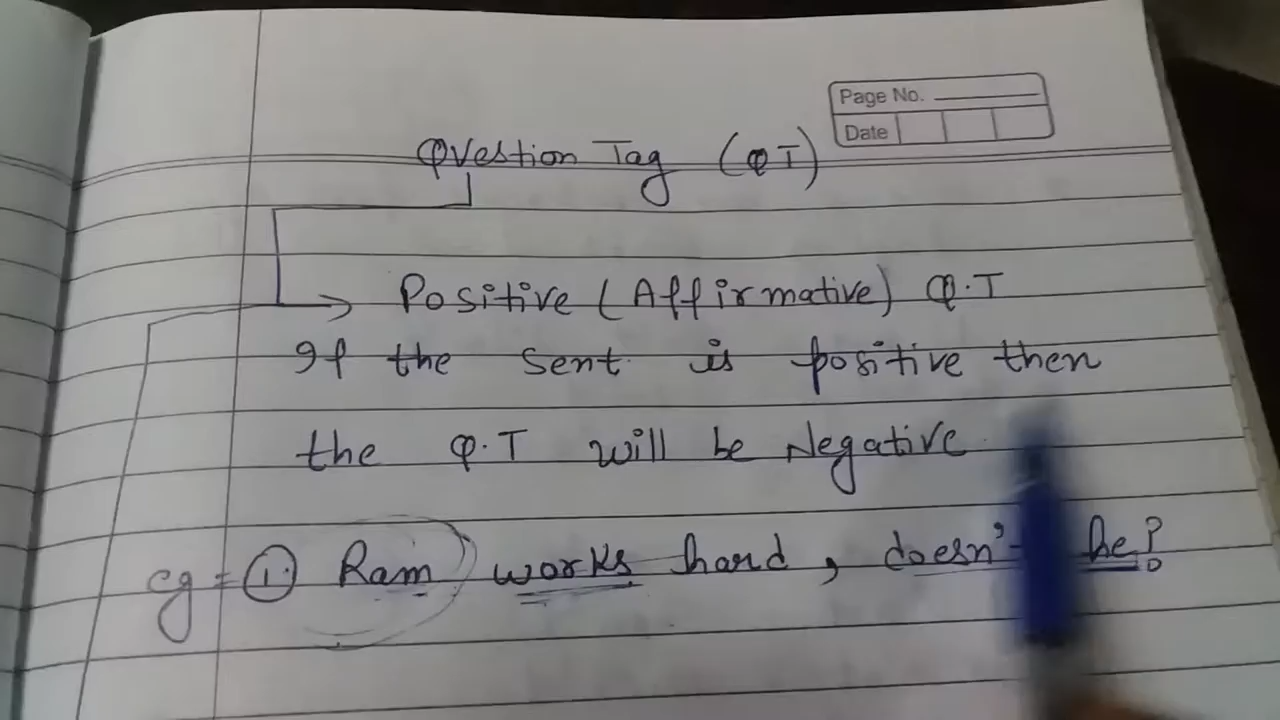 Page No.
Date
Question Tag (QT)
Positive (Affirmative) Q.T
If the Sent. is positive then
the Q.T will be Negative.
eg = 1. Ram works hard, doesn't he?